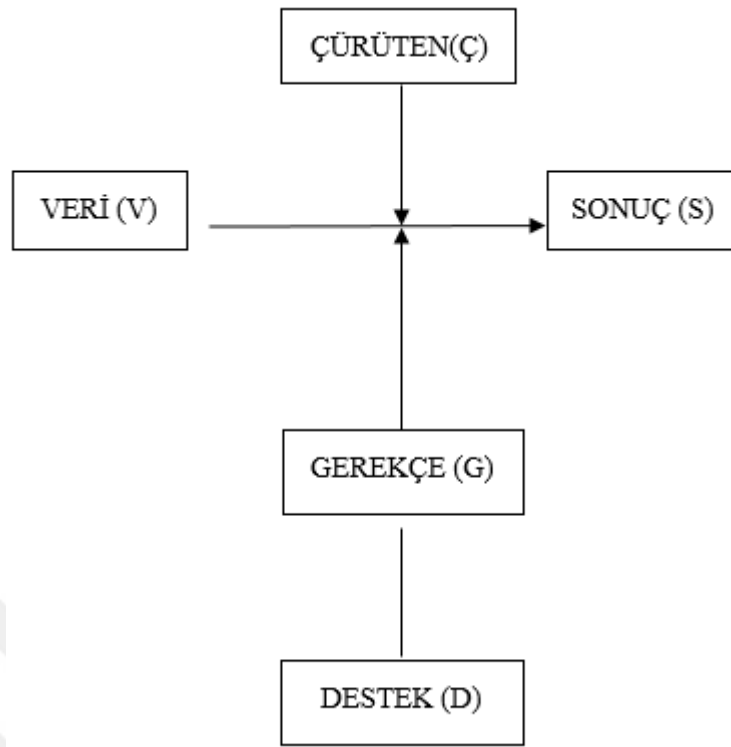 ÇÜRÜTEN(Ç)
VERİ (V)
SONUÇ (S)
GEREKÇE (G)
DESTEK (D)